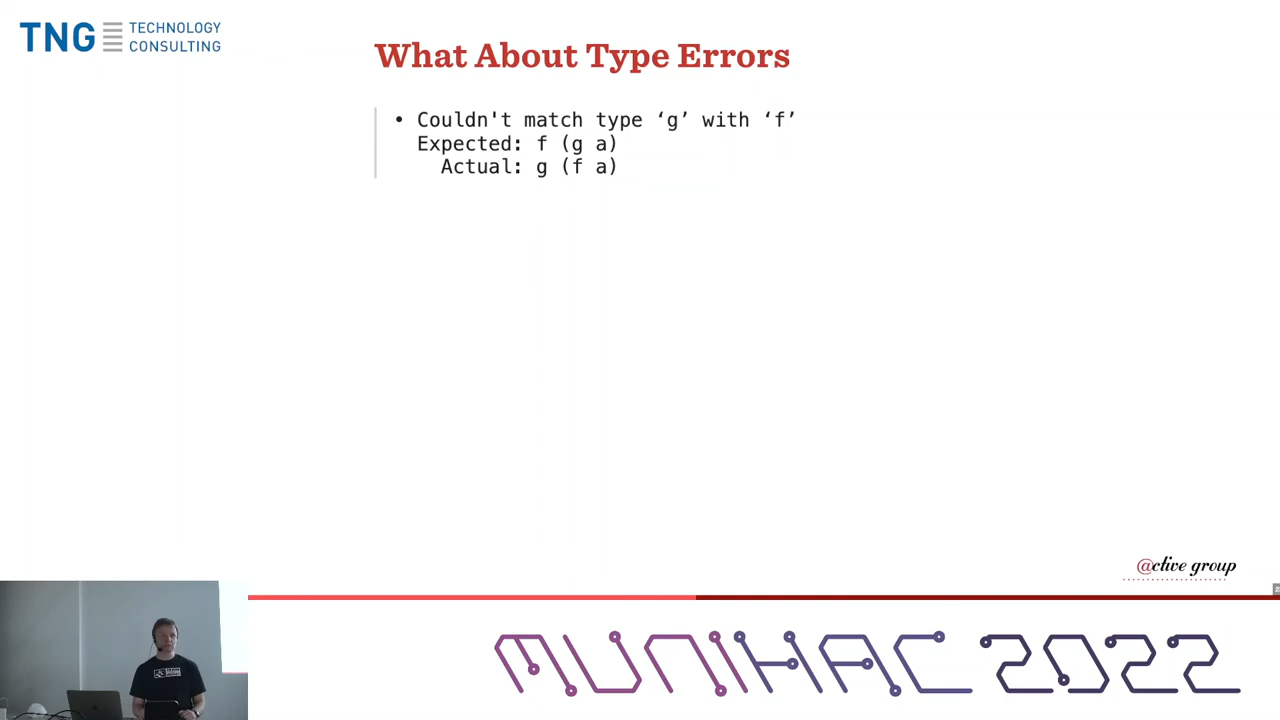 TNG TECHNOLOGY
CONSULTING
What About Type Errors
• Couldn't match type ‘g’ with ‘f’
Expected: f (g a)
Actual: g (f a)
@ctive group
MUNIHAC 2022